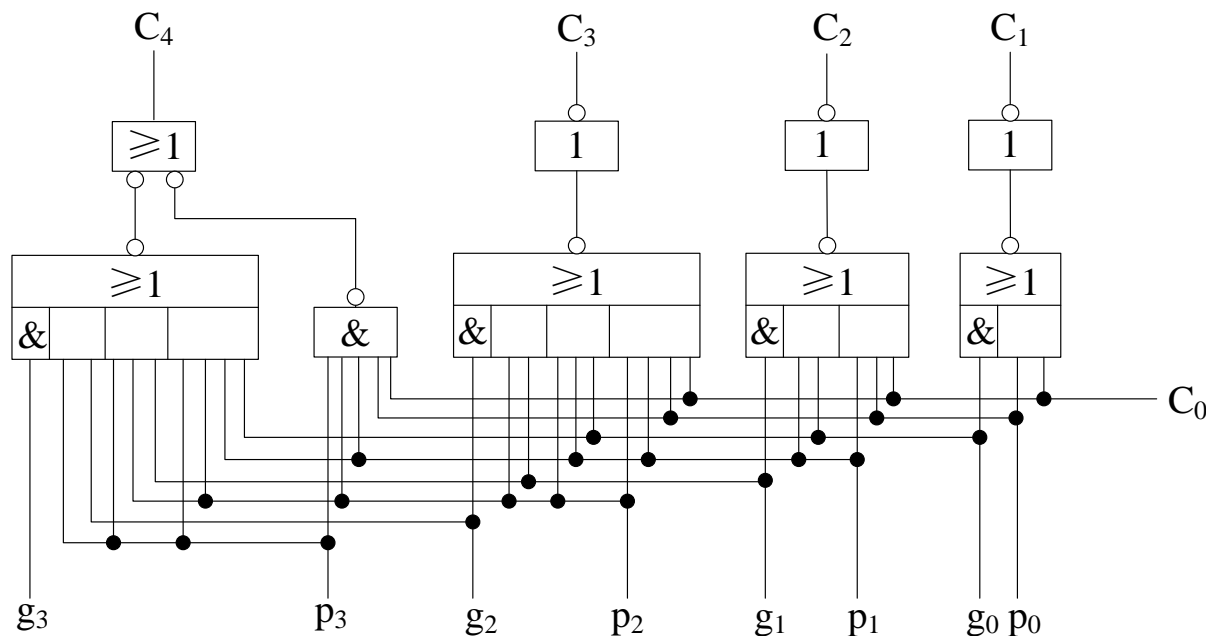 C₄ C₃ C₂ C₁
≥1 1 1 1
≥1 ≥1 ≥1 ≥1
& & & & &
C₀
g₃ p₃ g₂ p₂ g₁ p₁ g₀ p₀